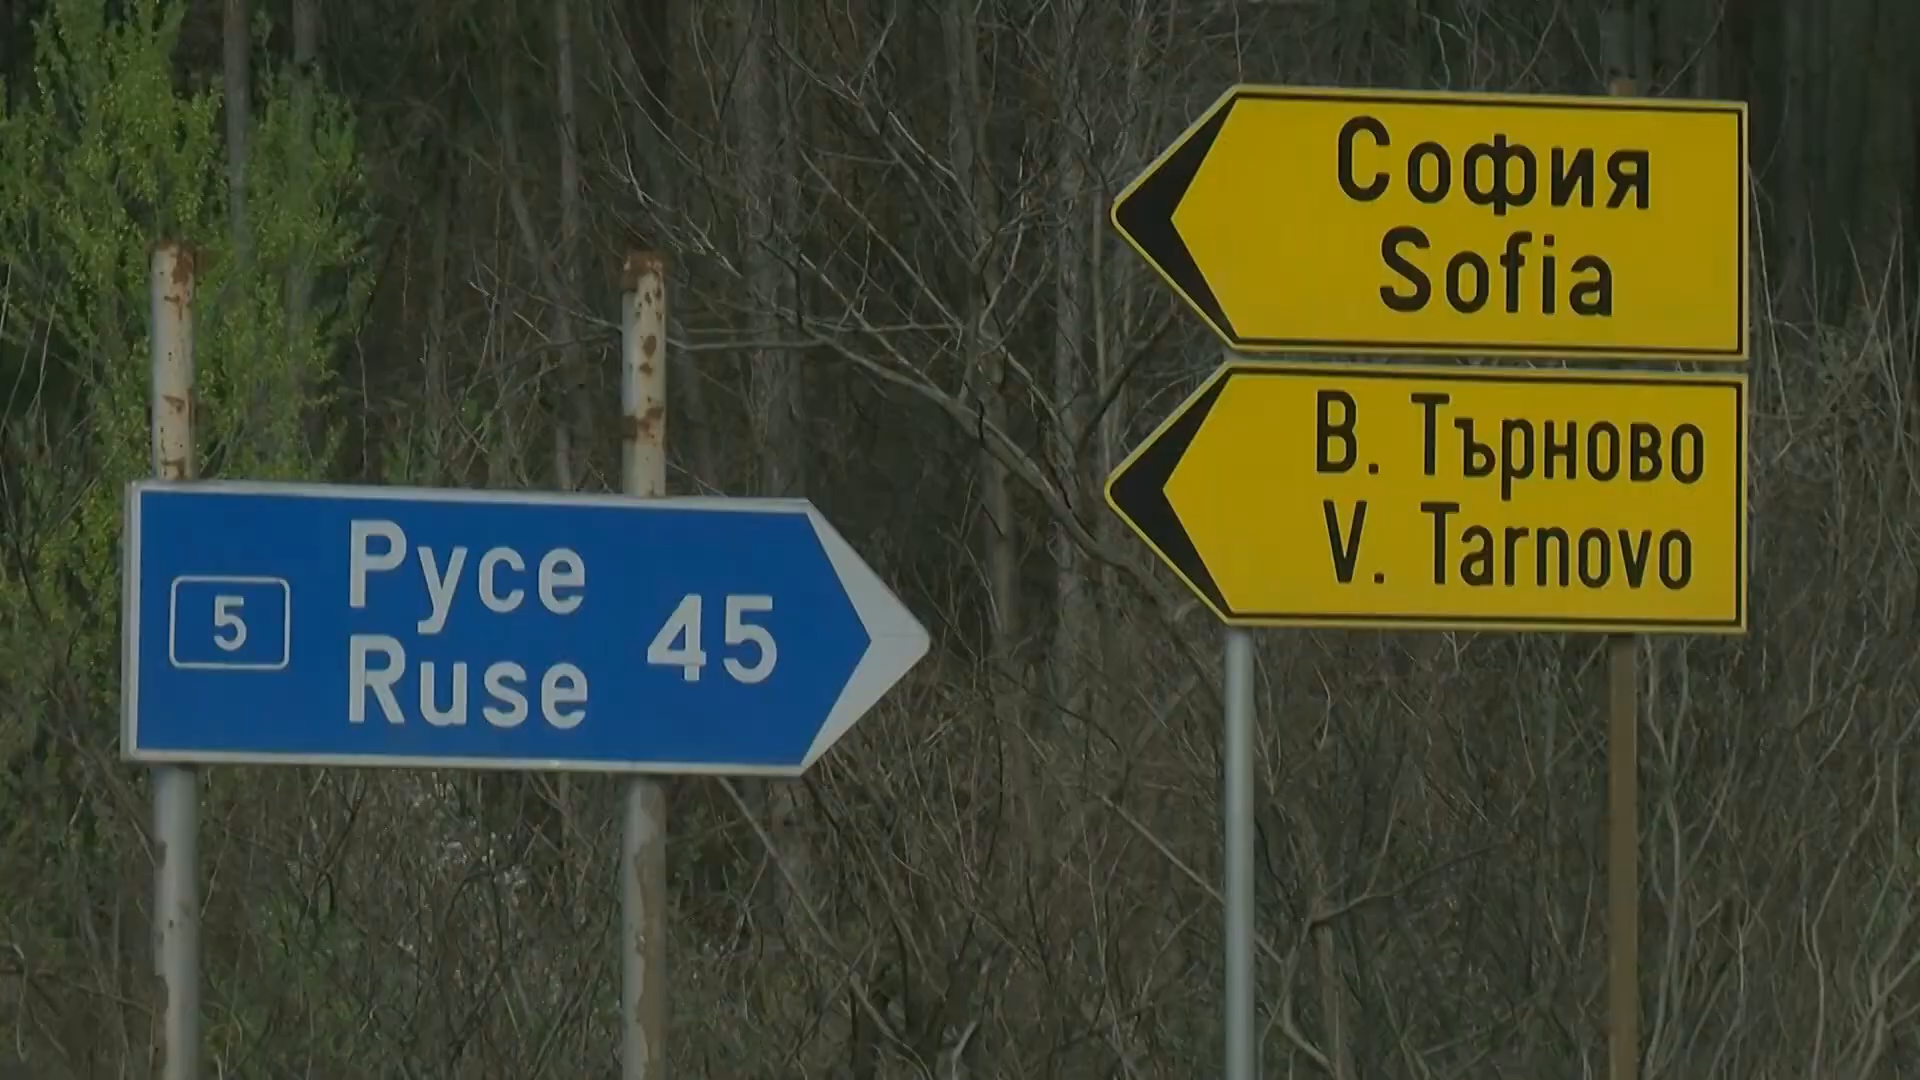 5
Русе
Ruse
45
София
Sofia
В. Търново
V. Tarnovo